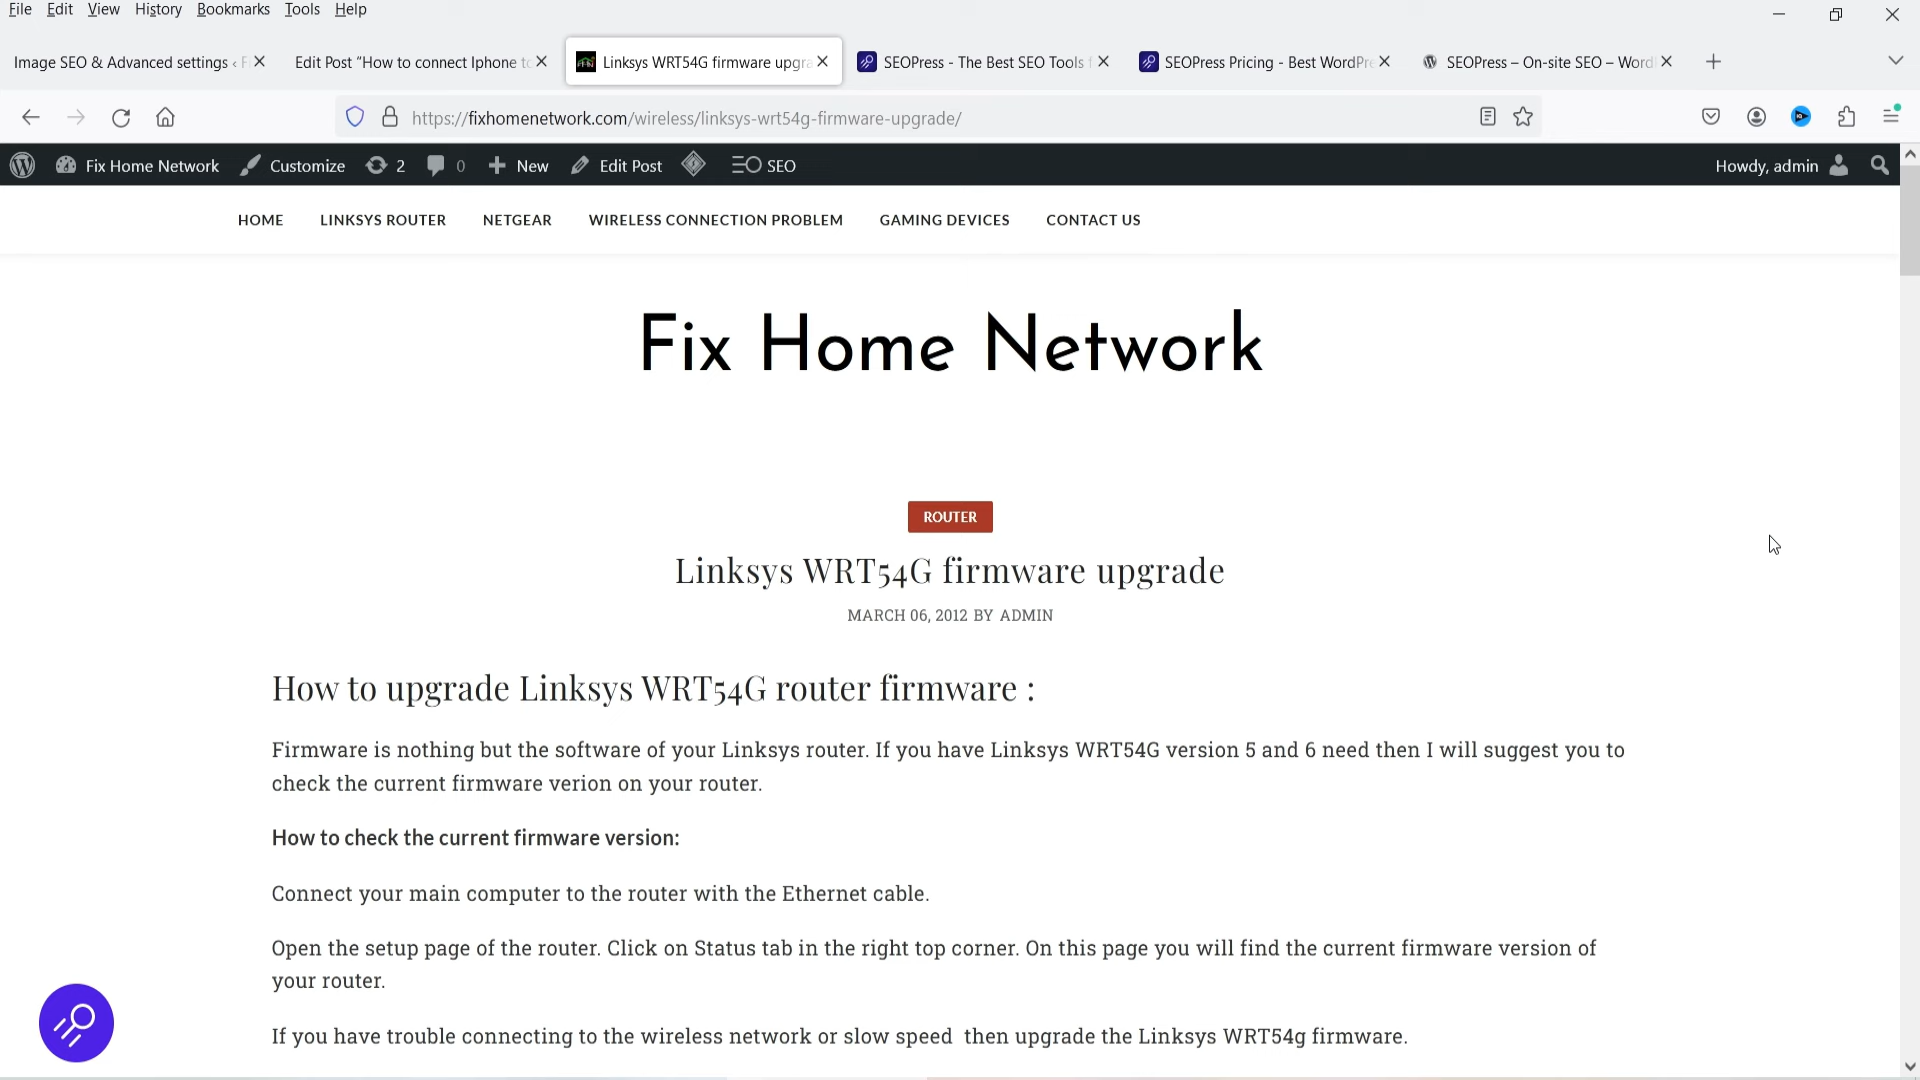 File Edit View History Bookmarks Tools Help
Image SEO & Advanced settings ‹ F
Edit Post "How to connect Iphone to
Linksys WRT54G firmware upgra
SEOPress - The Best SEO Tools f
SEOPress Pricing - Best WordPre
SEOPress – On-site SEO – Word
https://fixhomenetwork.com/wireless/linksys-wrt54g-firmware-upgrade/
Fix Home Network Customize 2 0 New Edit Post SEO Howdy, admin
HOME LINKSYS ROUTER NETGEAR WIRELESS CONNECTION PROBLEM GAMING DEVICES CONTACT US
Fix Home Network
ROUTER
Linksys WRT54G firmware upgrade
MARCH 06, 2012 BY ADMIN
How to upgrade Linksys WRT54G router firmware :
Firmware is nothing but the software of your Linksys router. If you have Linksys WRT54G version 5 and 6 need then I will suggest you to
check the current firmware verion on your router.
How to check the current firmware version:
Connect your main computer to the router with the Ethernet cable.
Open the setup page of the router. Click on Status tab in the right top corner. On this page you will find the current firmware version of
your router.
If you have trouble connecting to the wireless network or slow speed  then upgrade the Linksys WRT54g firmware.